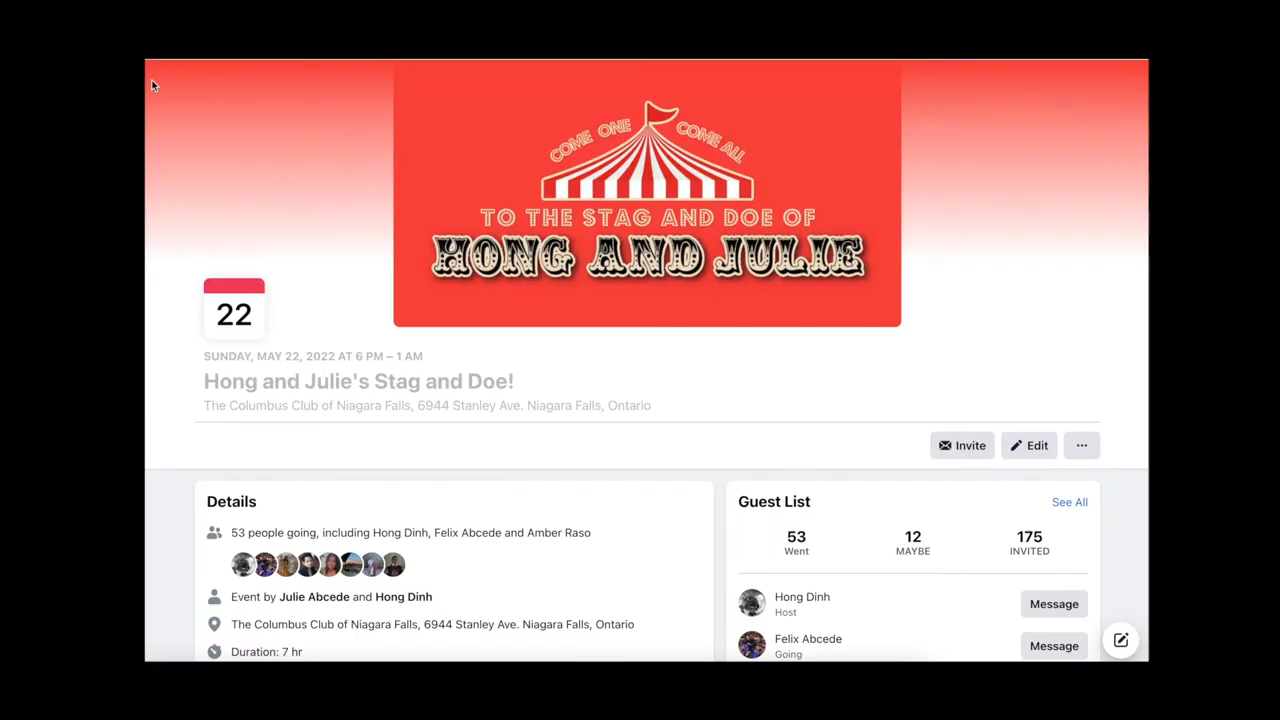 COME ONE COME ALL
TO THE STAG AND DOE OF
HONG AND JULIE
22
SUNDAY, MAY 22, 2022 AT 6 PM – 1 AM
Hong and Julie's Stag and Doe!
The Columbus Club of Niagara Falls, 6944 Stanley Ave. Niagara Falls, Ontario
Invite
Edit
Details
53 people going, including Hong Dinh, Felix Abcede and Amber Raso
Event by Julie Abcede and Hong Dinh
The Columbus Club of Niagara Falls, 6944 Stanley Ave. Niagara Falls, Ontario
Duration: 7 hr
Guest List
See All
53 12 175
Went MAYBE INVITED
Hong Dinh
Host
Message
Felix Abcede
Going
Message